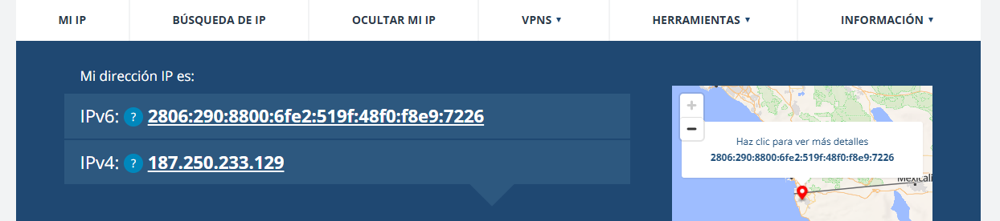 MI IP
BÚSQUEDA DE IP
OCULTAR MI IP
VPNS
HERRAMIENTAS
INFORMACIÓN
Mi dirección IP es:
IPv6: ? 2806:290:8800:6fe2:519f:48f0:f8e9:7226
IPv4: ? 187.250.233.129
+
−
Haz clic para ver más detalles
2806:290:8800:6fe2:519f:48f0:f8e9:7226
Mexicali